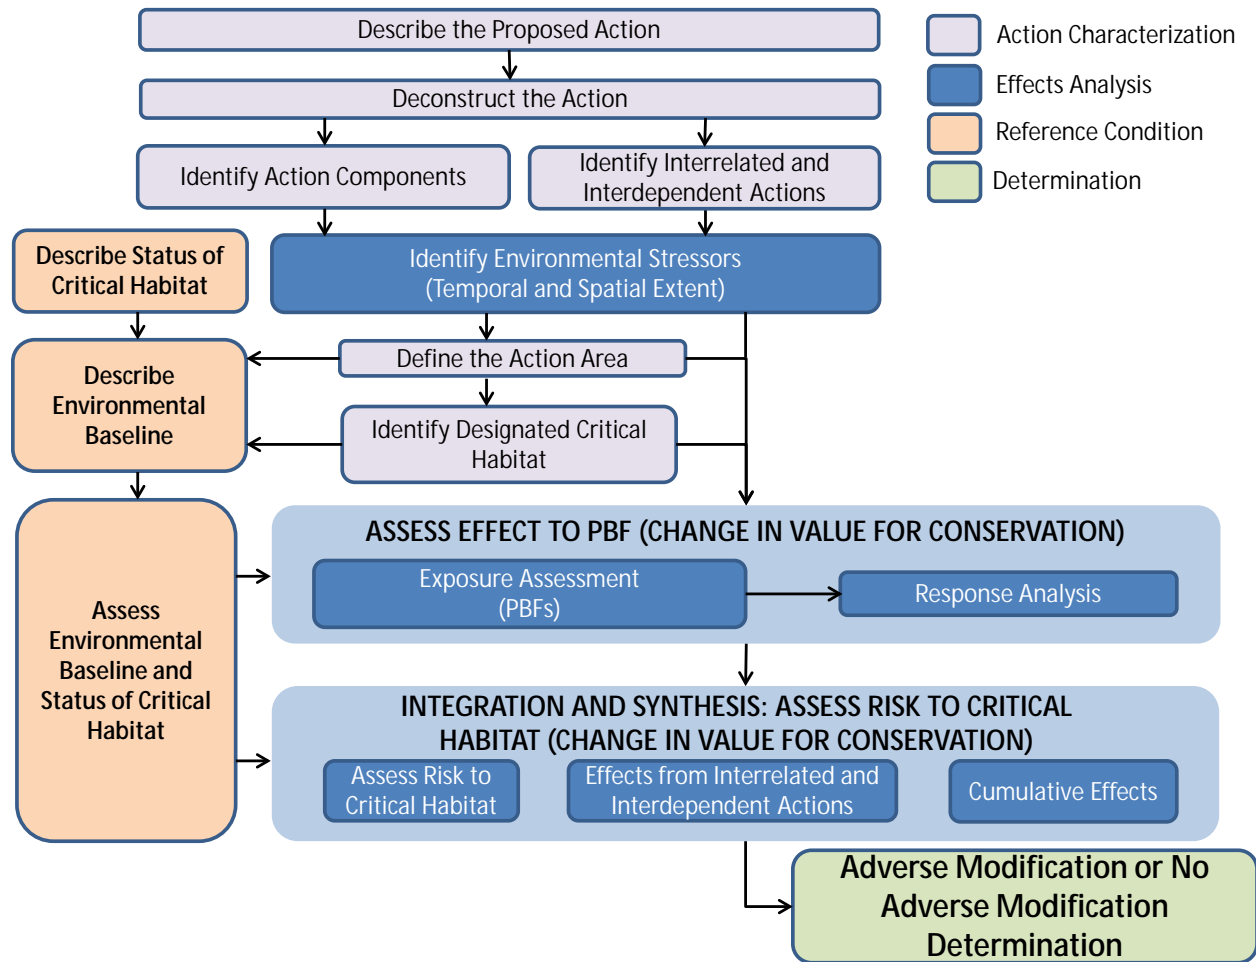 Describe the Proposed Action
Deconstruct the Action
Identify Action Components
Identify Interrelated and
Interdependent Actions
Action Characterization
Effects Analysis
Reference Condition
Determination
Describe Status of
Critical Habitat
Identify Environmental Stressors
(Temporal and Spatial Extent)
Describe
Environmental
Baseline
Define the Action Area
Identify Designated Critical
Habitat
Assess
Environmental
Baseline and
Status of Critical
Habitat
ASSESS EFFECT TO PBF (CHANGE IN VALUE FOR CONSERVATION)
Exposure Assessment
(PBFs)
Response Analysis
INTEGRATION AND SYNTHESIS: ASSESS RISK TO CRITICAL
HABITAT (CHANGE IN VALUE FOR CONSERVATION)
Assess Risk to
Critical Habitat
Effects from Interrelated and
Interdependent Actions
Cumulative Effects
Adverse Modification or No
Adverse Modification
Determination